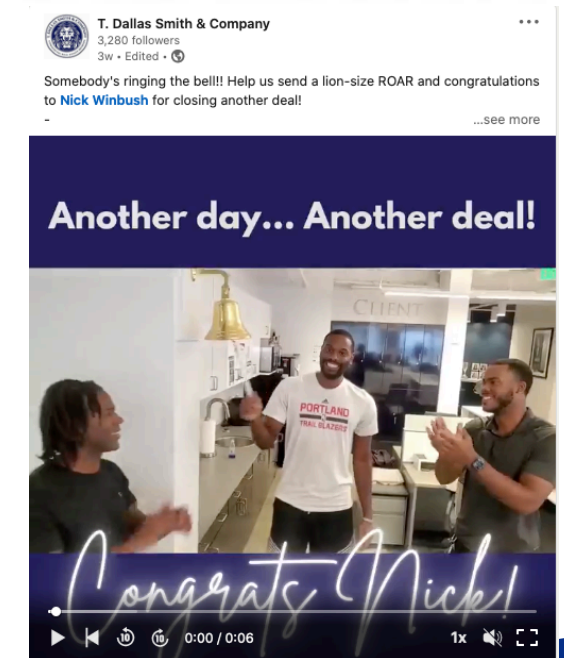 T. Dallas Smith & Company
3,280 followers
3w • Edited •
Somebody's ringing the bell!! Help us send a lion-size ROAR and congratulations
to Nick Winbush for closing another deal!
-
...see more
Another day... Another deal!
CLIENT
PORTLAND
TRAIL BLAZERS
Congrats Nick!
10
10
0:00 / 0:06
1x